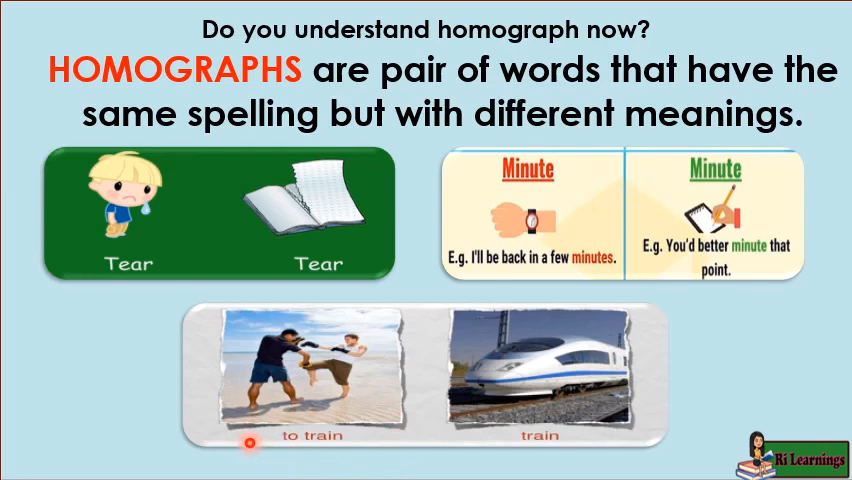 Do you understand homograph now?
HOMOGRAPHS are pair of words that have the
same spelling but with different meanings.
Tear
Tear
Minute
E.g. I'll be back in a few minutes.
Minute
E.g. You'd better minute that
point.
to train
train
Ri Learnings